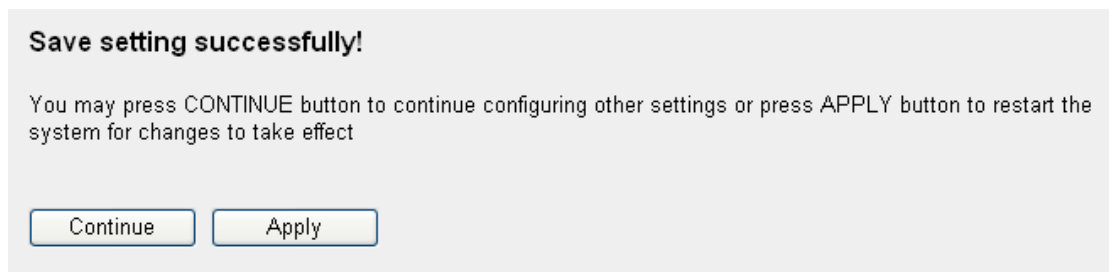 Save setting successfully!
You may press CONTINUE button to continue configuring other settings or press APPLY button to restart the
system for changes to take effect
Continue Apply